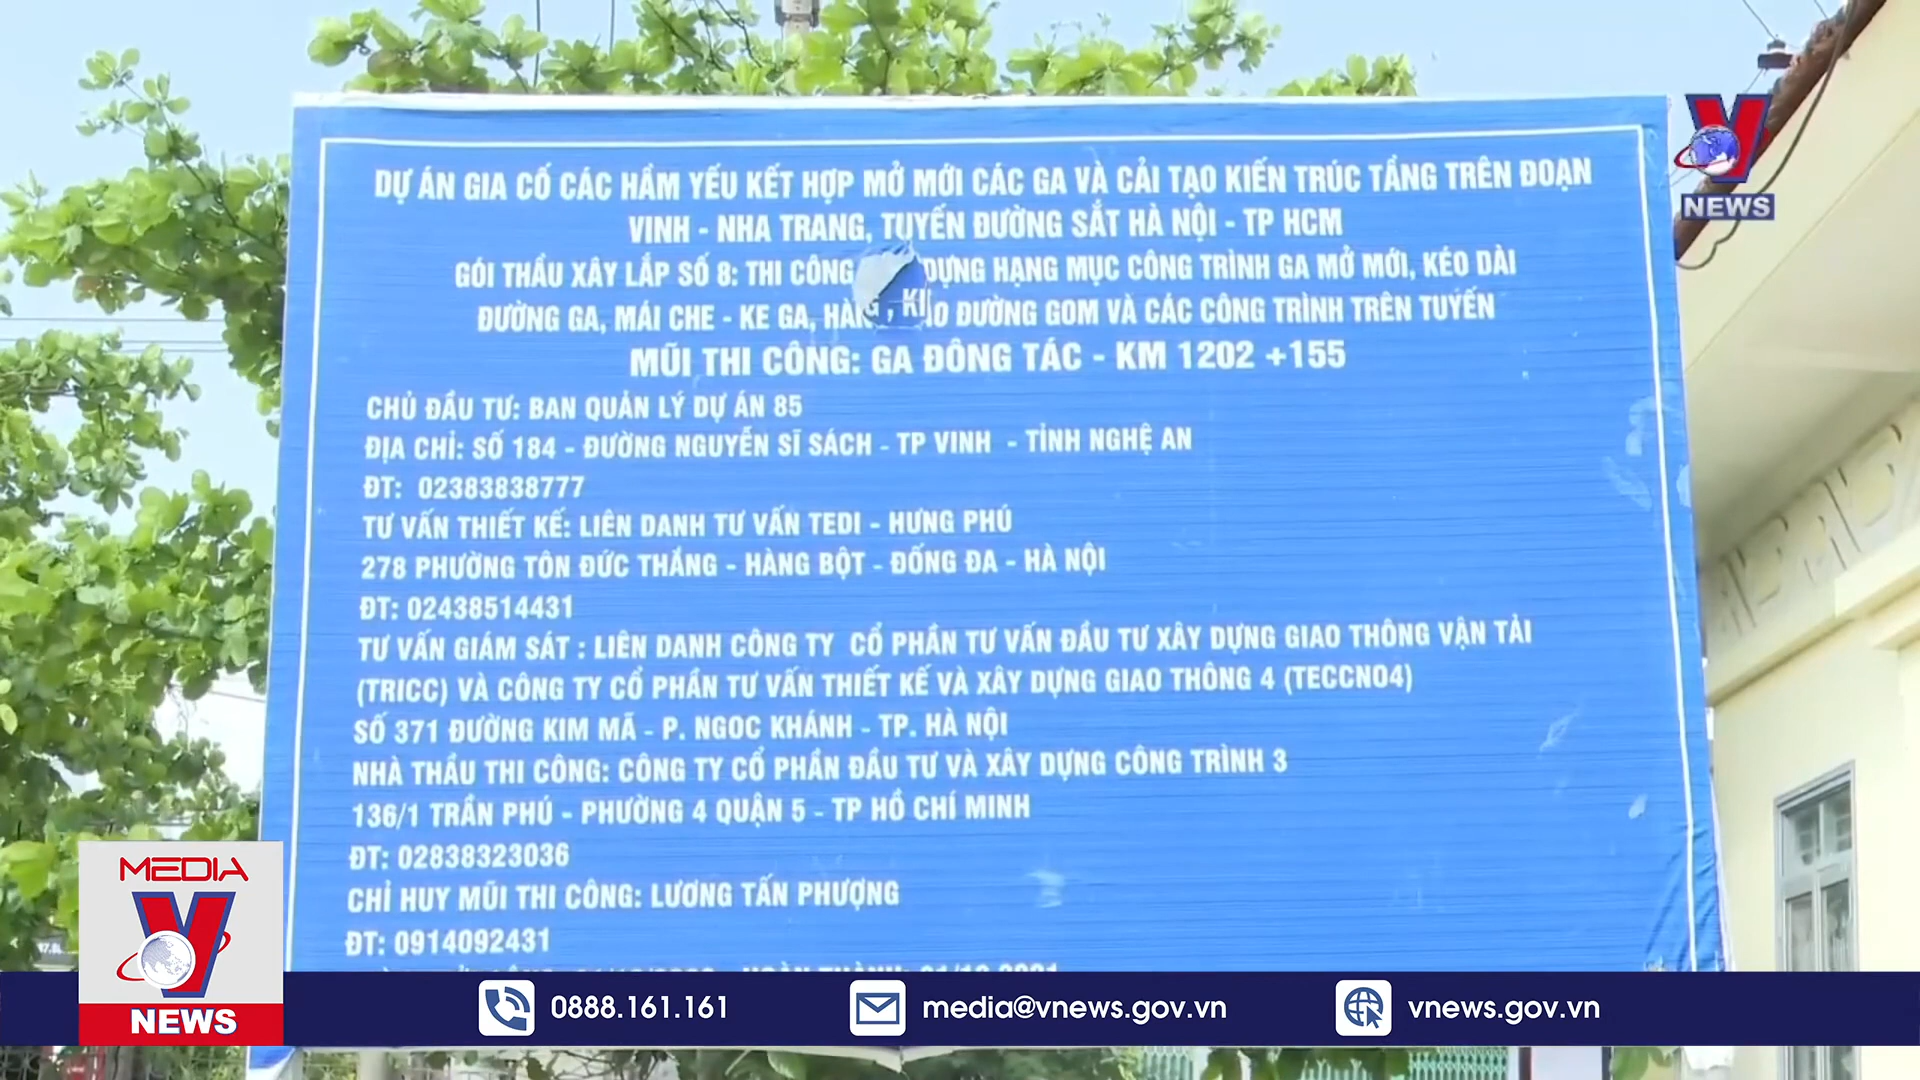 DỰ ÁN GIA CỐ CÁC HẦM YẾU KẾT HỢP MỞ MỚI CÁC GA VÀ CẢI TẠO KIẾN TRÚC TẦNG TRÊN ĐOẠN
VINH - NHA TRANG, TUYẾN ĐƯỜNG SẮT HÀ NỘI - TP HCM
GÓI THẦU XÂY LẮP SỐ 8: THI CÔNG DỰNG HẠNG MỤC CÔNG TRÌNH GA MỞ MỚI, KÉO DÀI
ĐƯỜNG GA, MÁI CHE - KE GA, ĐƯỜNG GOM VÀ CÁC CÔNG TRÌNH TRÊN TUYẾN
MŨI THI CÔNG: GA ĐÔNG TÁC - KM 1202 +155
CHỦ ĐẦU TƯ: BAN QUẢN LÝ DỰ ÁN 85
ĐỊA CHỈ: SỐ 184 - ĐƯỜNG NGUYỄN SĨ SÁCH - TP VINH - TỈNH NGHỆ AN
ĐT: 02383838777
TƯ VẤN THIẾT KẾ: LIÊN DANH TƯ VẤN TEDI - HƯNG PHÚ
278 PHƯỜNG TÔN ĐỨC THẮNG - HÀNG BỘT - ĐỐNG ĐA - HÀ NỘI
ĐT: 02438514431
TƯ VẤN GIÁM SÁT : LIÊN DANH CÔNG TY CỔ PHẦN TƯ VẤN ĐẦU TƯ XÂY DỰNG GIAO THÔNG VẬN TẢI
(TRICC) VÀ CÔNG TY CỔ PHẦN TƯ VẤN THIẾT KẾ VÀ XÂY DỰNG GIAO THÔNG 4 (TECCNO4)
SỐ 371 ĐƯỜNG KIM MÃ - P. NGỌC KHÁNH - TP. HÀ NỘI
NHÀ THẦU THI CÔNG: CÔNG TY CỔ PHẦN ĐẦU TƯ VÀ XÂY DỰNG CÔNG TRÌNH 3
136/1 TRẦN PHÚ - PHƯỜNG 4 QUẬN 5 - TP HỒ CHÍ MINH
ĐT: 02838323036
CHỈ HUY MŨI THI CÔNG: LƯƠNG TẤN PHƯỢNG
ĐT: 0914092431
V NEWS
MEDIA
V
NEWS
0888.161.161
media@vnews.gov.vn
vnews.gov.vn